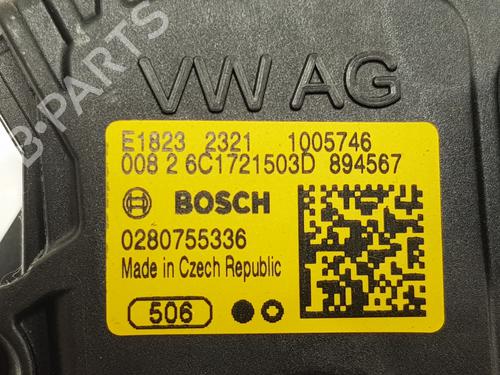 VW AG
E1823 2321 1005746
008 2 6C1721503D 894567
BOSCH
0280755336
Made in Czech Republic
506
B-PARTS